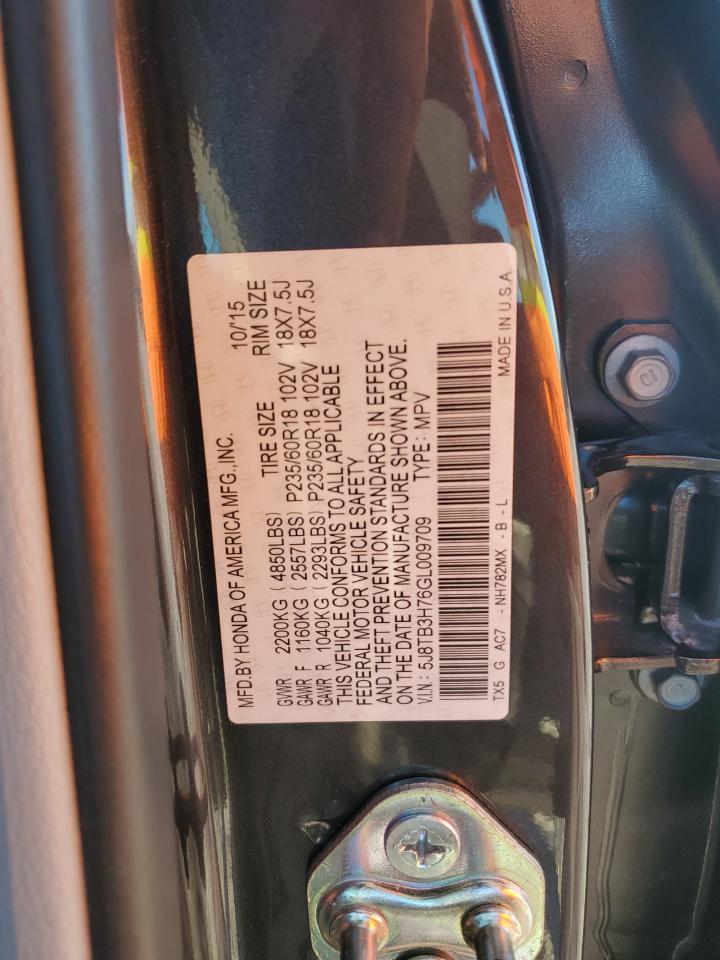 MFD.BY HONDA OF AMERICA MFG.,INC. 10/'15
TIRE SIZE RIM SIZE
GVWR 2200KG ( 4850LBS)
GAWR F 1160KG ( 2557LBS) P235/60R18 102V 18X7.5J
GAWR R 1040KG ( 2293LBS) P235/60R18 102V 18X7.5J
THIS VEHICLE CONFORMS TO ALL APPLICABLE
FEDERAL MOTOR VEHICLE SAFETY
AND THEFT PREVENTION STANDARDS IN EFFECT
ON THE DATE OF MANUFACTURE SHOWN ABOVE.
V.I.N.: 5J8TB3H76GL009709 TYPE: MPV
TX5 G AC7 - NH782MX - B - L MADE IN U.S.A.